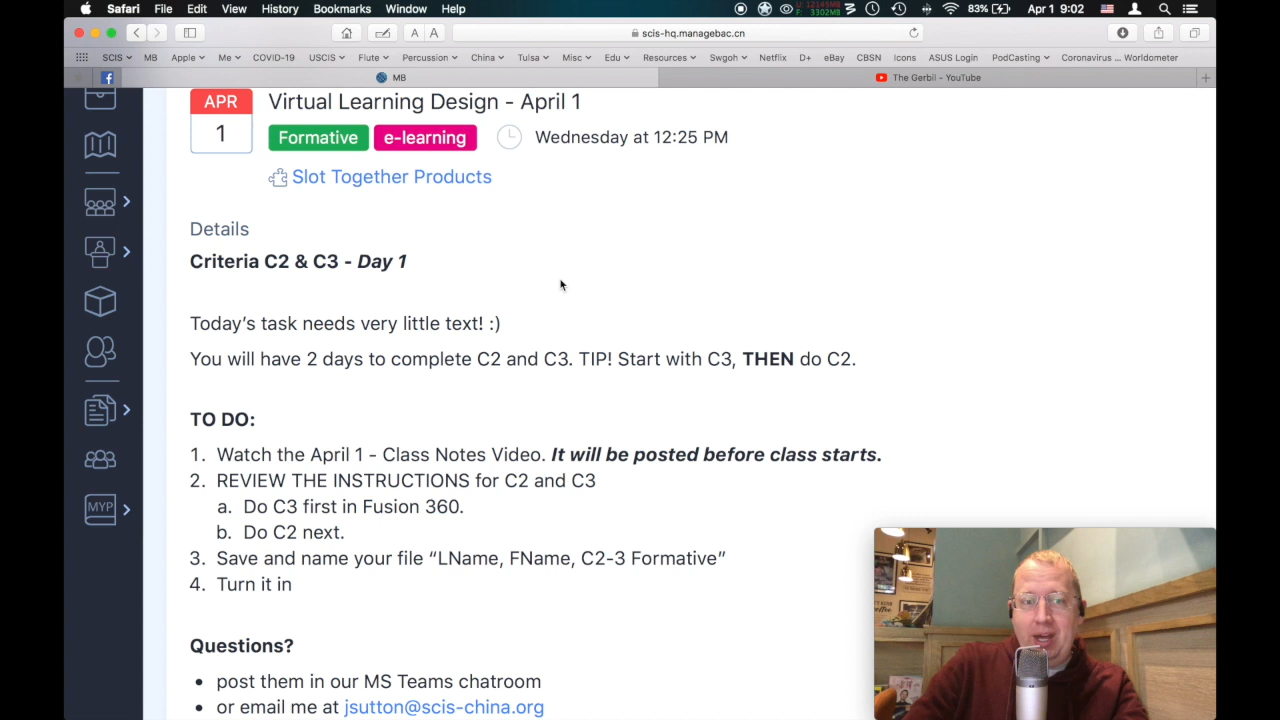 Safari File Edit View History Bookmarks Window Help
U: 12145MB
F: 3302MB
83% Apr 1 9:02
A A scis-hq.managebac.cn
SCIS MB Apple Me COVID-19 USCIS Flute Percussion China Tulsa Misc Edu Resources Swgoh Netflix D+ eBay CBSN Icons ASUS Login PodCasting Coronavirus ... Worldometer
MB The Gerbil - YouTube
APR
1
Virtual Learning Design - April 1
Formative e-learning Wednesday at 12:25 PM
Slot Together Products
Details
Criteria C2 & C3 - Day 1
Today's task needs very little text! :)
You will have 2 days to complete C2 and C3. TIP! Start with C3, THEN do C2.
TO DO:
1. Watch the April 1 - Class Notes Video. It will be posted before class starts.
2. REVIEW THE INSTRUCTIONS for C2 and C3
a. Do C3 first in Fusion 360.
b. Do C2 next.
3. Save and name your file “LName, FName, C2-3 Formative”
4. Turn it in
Questions?
• post them in our MS Teams chatroom
• or email me at jsutton@scis-china.org
MYP